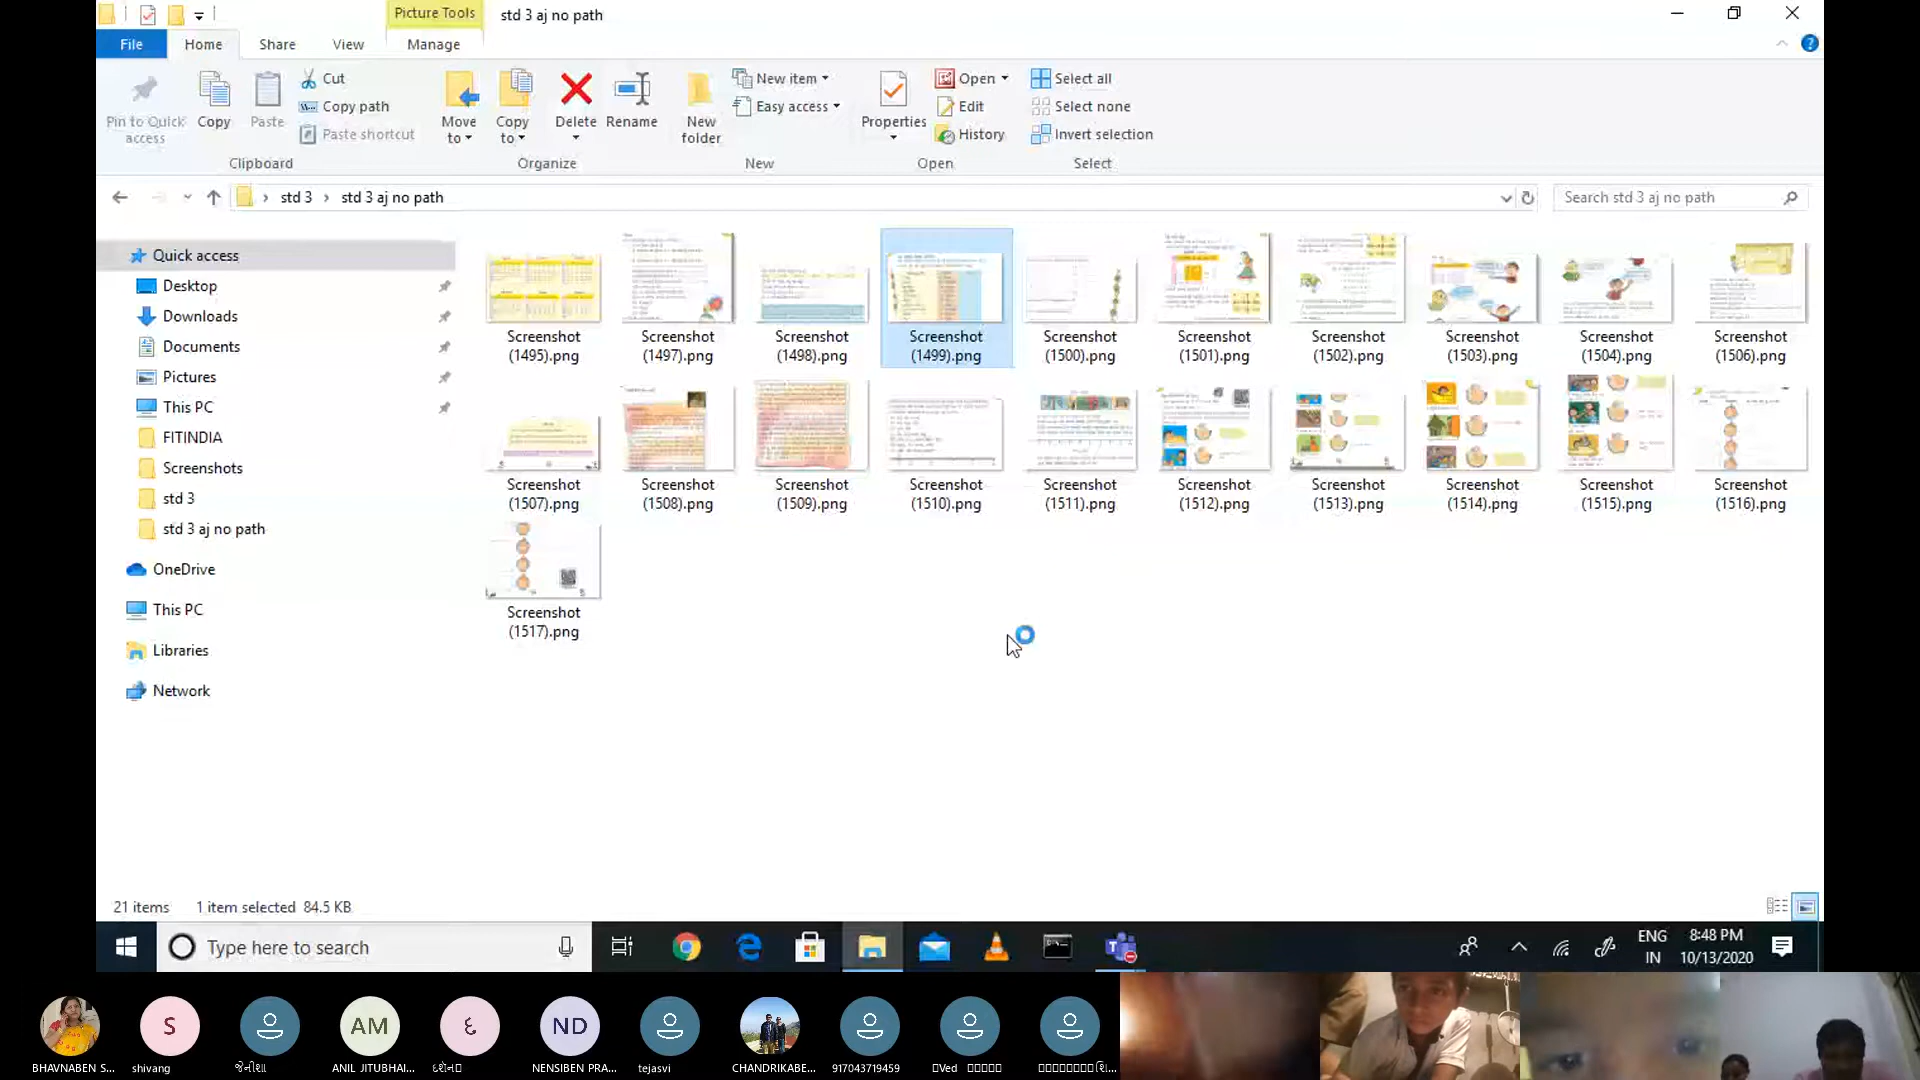 Picture Tools
std 3 aj no path
File
Home
Share
View
Manage
Pin to Quick access
Copy
Paste
Cut
Copy path
Paste shortcut
Clipboard
Move to
Copy to
Delete
Rename
Organize
New folder
New item
Easy access
New
Properties
Open
Edit
History
Open
Select all
Select none
Invert selection
Select
std 3 › std 3 aj no path
Search std 3 aj no path
Quick access
Desktop
Downloads
Documents
Pictures
This PC
FITINDIA
Screenshots
std 3
std 3 aj no path
OneDrive
This PC
Libraries
Network
Screenshot (1495).png
Screenshot (1497).png
Screenshot (1498).png
Screenshot (1499).png
Screenshot (1500).png
Screenshot (1501).png
Screenshot (1502).png
Screenshot (1503).png
Screenshot (1504).png
Screenshot (1506).png
Screenshot (1507).png
Screenshot (1508).png
Screenshot (1509).png
Screenshot (1510).png
Screenshot (1511).png
Screenshot (1512).png
Screenshot (1513).png
Screenshot (1514).png
Screenshot (1515).png
Screenshot (1516).png
Screenshot (1517).png
21 items 1 item selected 84.5 KB
Type here to search
ENG IN
8:48 PM
10/13/2020
S
AM
દ
ND
BHAVNABEN S...
shivang
જેનીશા
ANIL JITUBHAI...
NENSIBEN PRA...
tejasvi
CHANDRIKABE...
917043719459
Ved